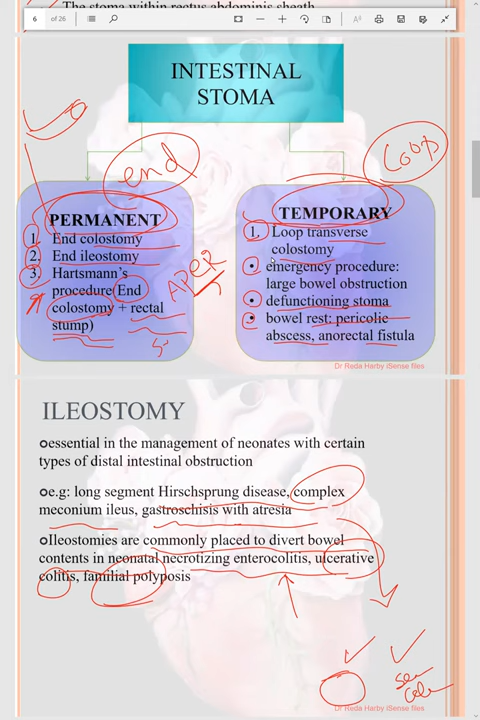 The stoma within rectus abdominis sheath
6 of 26
INTESTINAL
STOMA
end
Loop
PERMANENT
1. End colostomy
2. End ileostomy
3. Hartsmann's
procedure(End
colostomy + rectal
stump)
APER
TEMPORARY
1. Loop transverse
colostomy
• emergency procedure:
large bowel obstruction
• defunctioning stoma
• bowel rest: pericolic
abscess, anorectal fistula
Dr Reda Harby iSense files
ILEOSTOMY
essential in the management of neonates with certain
types of distal intestinal obstruction
e.g: long segment Hirschsprung disease, complex
meconium ileus, gastroschisis with atresia
Ileostomies are commonly placed to divert bowel
contents in neonatal necrotizing enterocolitis, ulcerative
colitis, familial polyposis
Dr Reda Harby iSense files